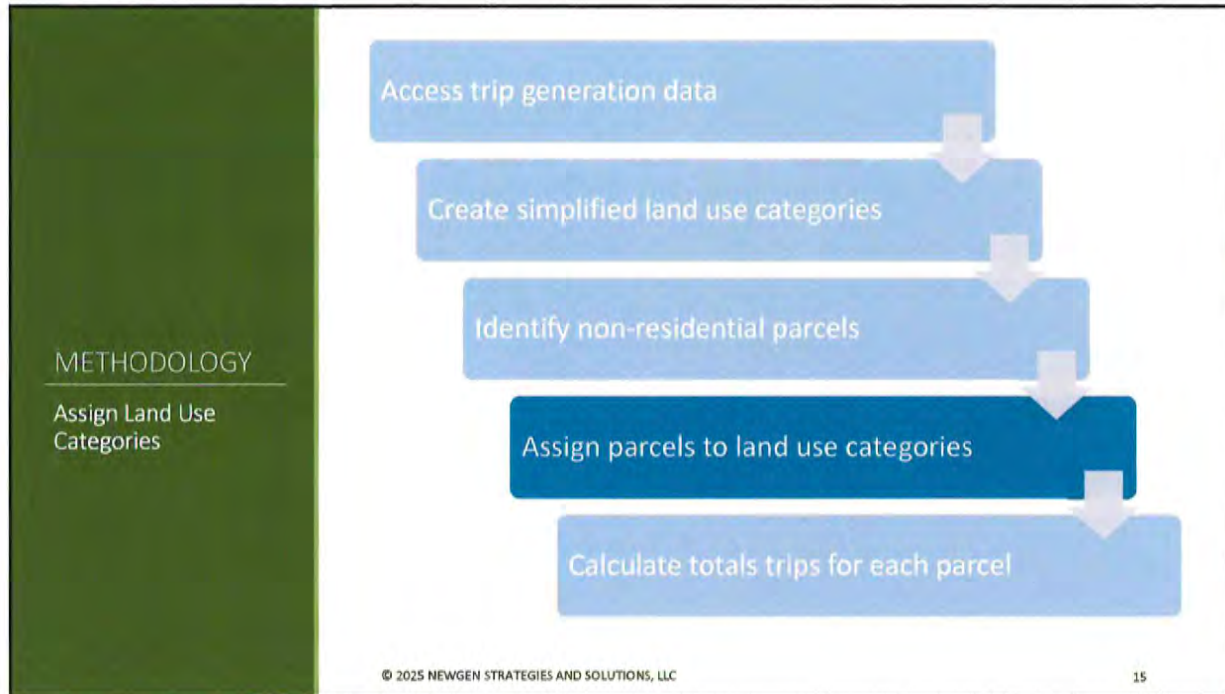 METHODOLOGY
Assign Land Use
Categories
Access trip generation data
Create simplified land use categories
Identify non-residential parcels
Assign parcels to land use categories
Calculate totals trips for each parcel
© 2025 NEWGEN STRATEGIES AND SOLUTIONS, LLC
15